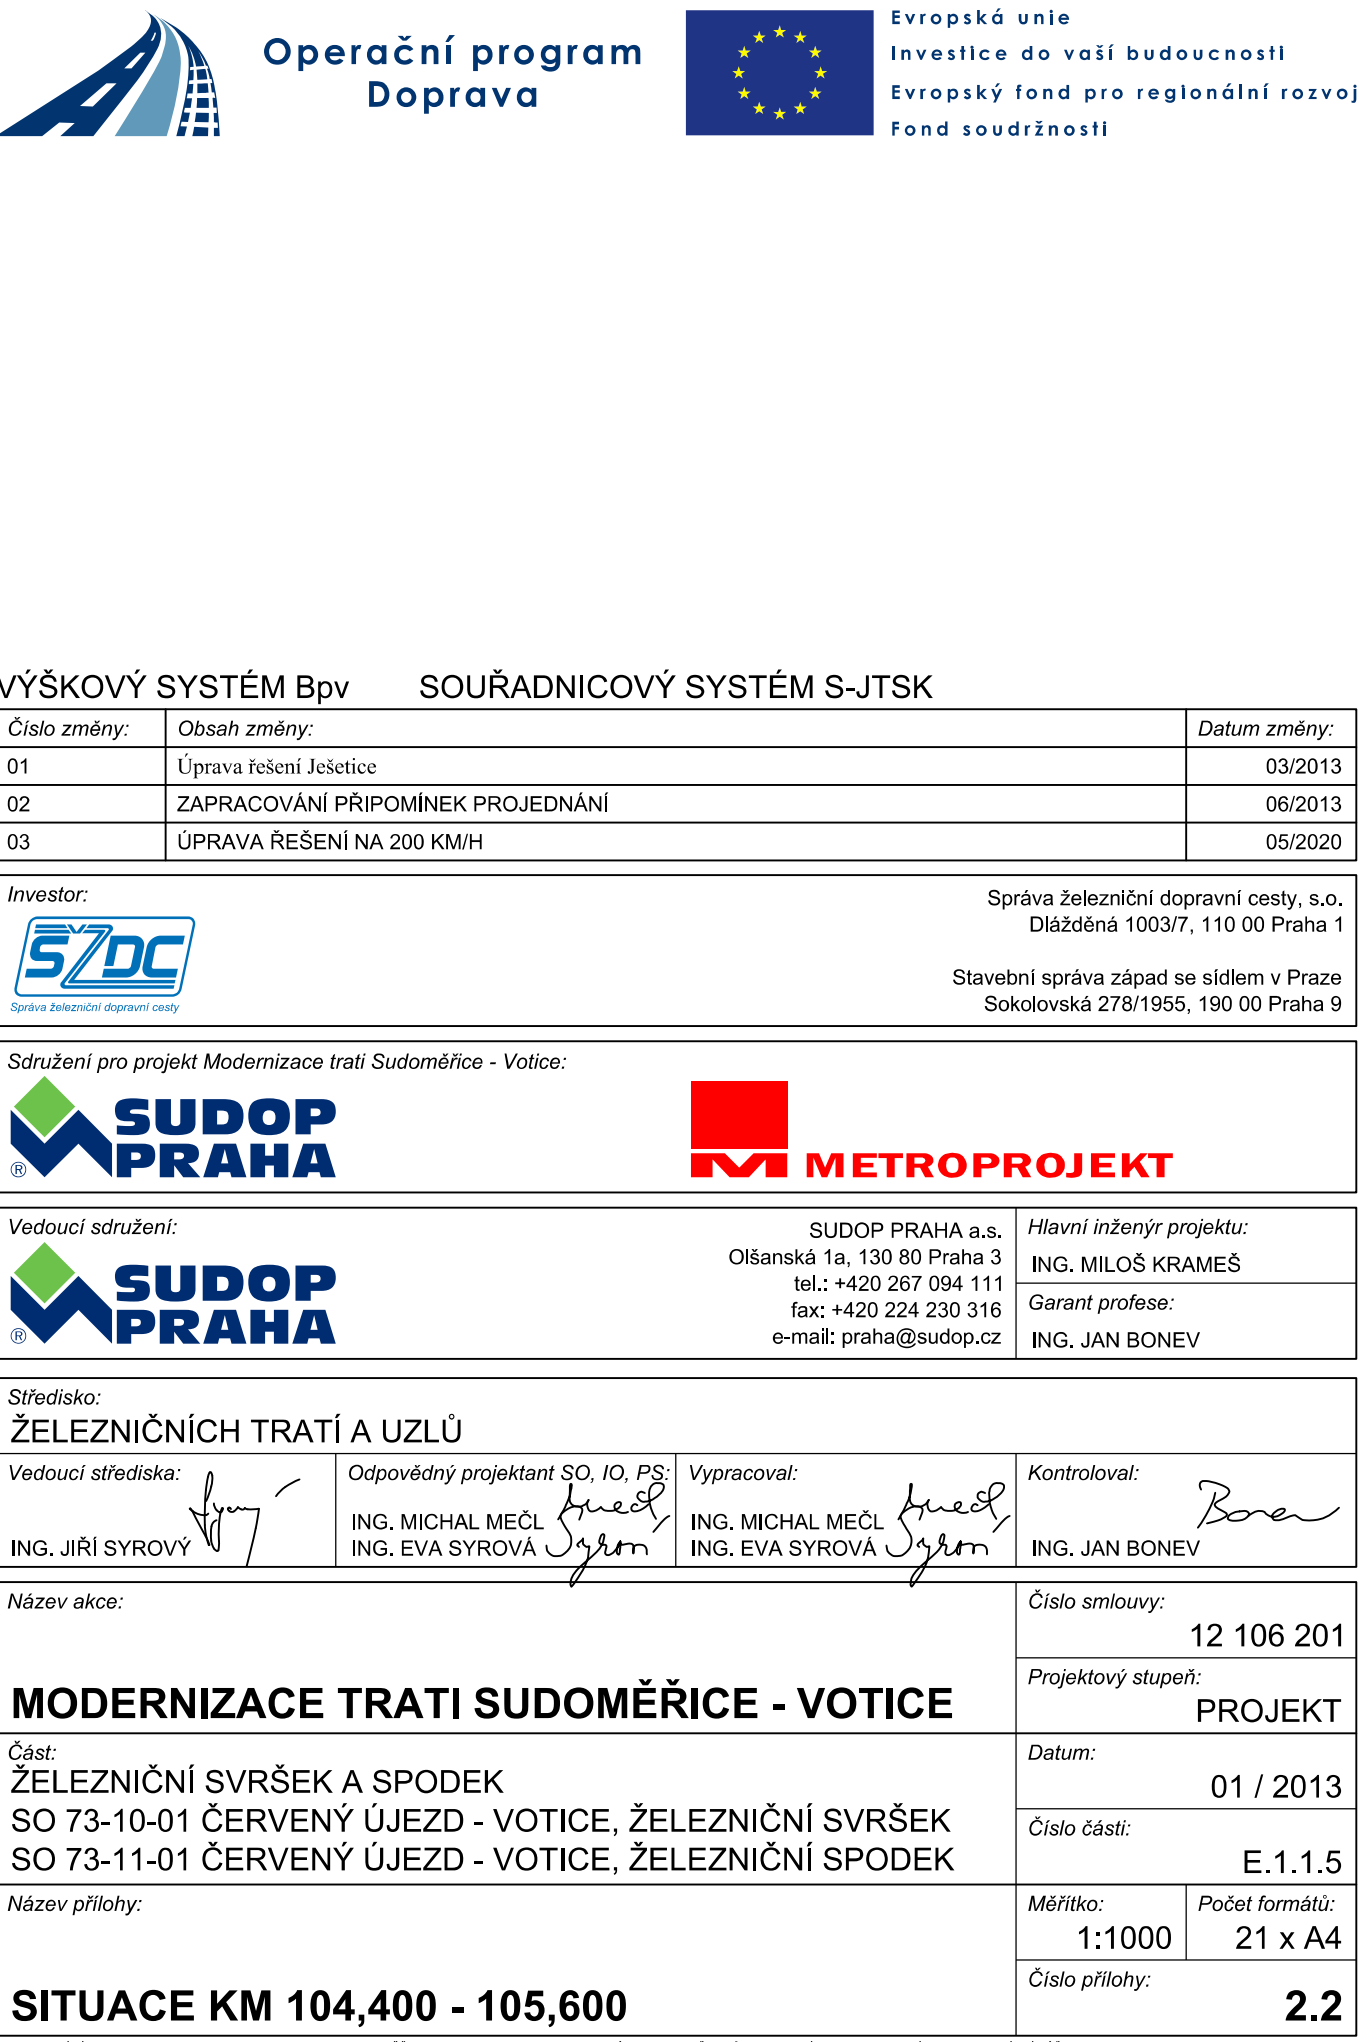 Operační program
Doprava
Evropská unie
Investice do vaší budoucnosti
Evropský fond pro regionální rozvoj
Fond soudržnosti
VÝŠKOVÝ SYSTÉM Bpv SOUŘADNICOVÝ SYSTÉM S-JTSK
Číslo změny: Obsah změny: Datum změny:
01 Úprava řešení Ješetice 03/2013
02 ZAPRACOVÁNÍ PŘIPOMÍNEK PROJEDNÁNÍ 06/2013
03 ÚPRAVA ŘEŠENÍ NA 200 KM/H 05/2020
Investor:
SŽDC
Správa železniční dopravní cesty
Správa železniční dopravní cesty, s.o.
Dlážděná 1003/7, 110 00 Praha 1
Stavební správa západ se sídlem v Praze
Sokolovská 278/1955, 190 00 Praha 9
Sdružení pro projekt Modernizace trati Sudoměřice - Votice:
SUDOP
PRAHA
®
METROPROJEKT
Vedoucí sdružení:
SUDOP
PRAHA
®
SUDOP PRAHA a.s.
Olšanská 1a, 130 80 Praha 3
tel.: +420 267 094 111
fax: +420 224 230 316
e-mail: praha@sudop.cz
Hlavní inženýr projektu:
ING. MILOŠ KRAMEŠ
Garant profese:
ING. JAN BONEV
Středisko:
ŽELEZNIČNÍCH TRATÍ A UZLŮ
Vedoucí střediska:
ING. JIŘÍ SYROVÝ
Odpovědný projektant SO, IO, PS:
ING. MICHAL MEČL
ING. EVA SYROVÁ
Vypracoval:
ING. MICHAL MEČL
ING. EVA SYROVÁ
Kontroloval:
ING. JAN BONEV
Název akce:
MODERNIZACE TRATI SUDOMĚŘICE - VOTICE
Číslo smlouvy:
12 106 201
Projektový stupeň:
PROJEKT
Část:
ŽELEZNIČNÍ SVRŠEK A SPODEK
SO 73-10-01 ČERVENÝ ÚJEZD - VOTICE, ŽELEZNIČNÍ SVRŠEK
SO 73-11-01 ČERVENÝ ÚJEZD - VOTICE, ŽELEZNIČNÍ SPODEK
Datum:
01 / 2013
Číslo části:
E.1.1.5
Název přílohy:
SITUACE KM 104,400 - 105,600
Měřítko:
1:1000
Počet formátů:
21 x A4
Číslo přílohy:
2.2